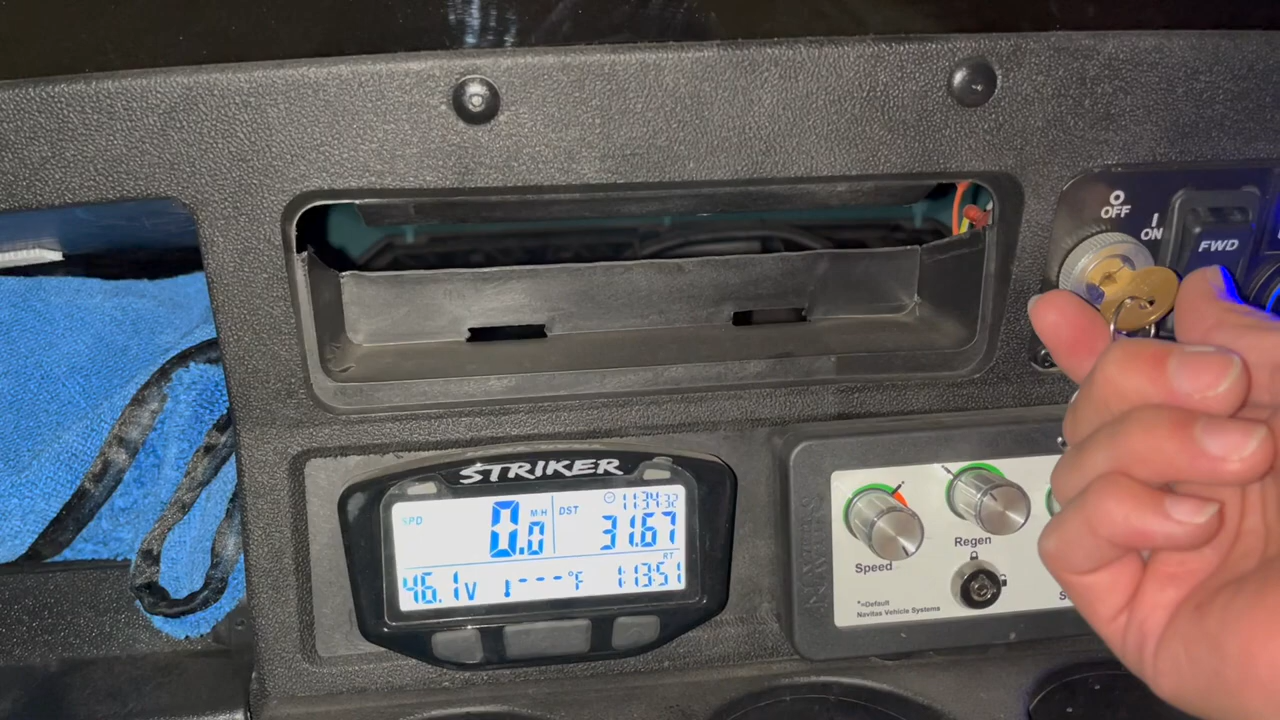 OFF
I
ON
FWD
STRIKER
SPD
0.0
M/H
DST
11:34:32
31.67
RT
46.1V
---°F
1:13:51
Speed
Regen
*=Default
Navitas Vehicle Systems
S